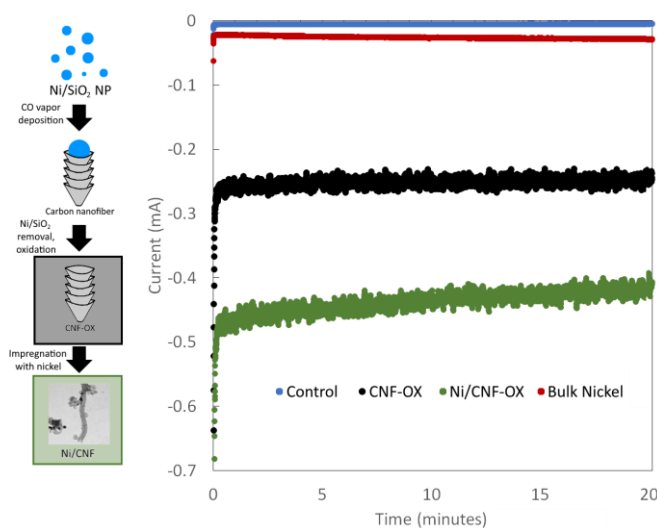 Ni/SiO₂ NP
CO vapor
deposition
Carbon nanofiber
Ni/SiO₂
removal,
oxidation
CNF-OX
Impregnation
with nickel
Ni/CNF
0
-0.1
-0.2
-0.3
-0.4
-0.5
-0.6
-0.7
Current (mA)
Control
CNF-OX
Ni/CNF-OX
Bulk Nickel
0
5
10
15
20
Time (minutes)